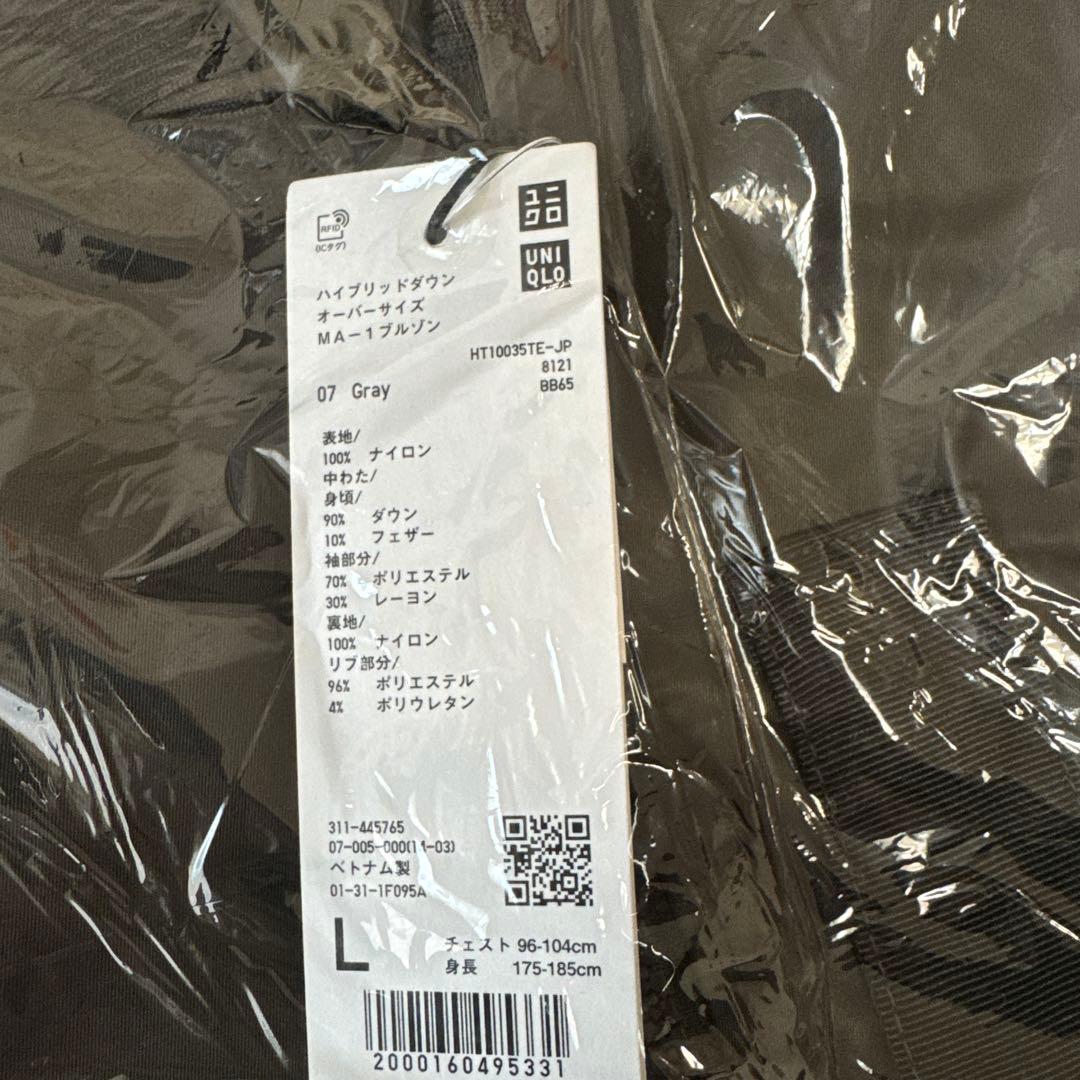 ユニ
クロ
UNI
QLO
RFID
(ICタグ)
ハイブリッドダウン
オーバーサイズ
MA−1ブルゾン
HT10035TE-JP
8121
BB65
07 Gray
表地/
100% ナイロン
中わた/
身頃/
90% ダウン
10% フェザー
袖部分/
70% ポリエステル
30% レーヨン
裏地/
100% ナイロン
リブ部分/
96% ポリエステル
4% ポリウレタン
311-445765
07-005-000(14-03)
ベトナム製
01-31-1F095A
L
チェスト 96-104cm
身長 175-185cm
2000160495331